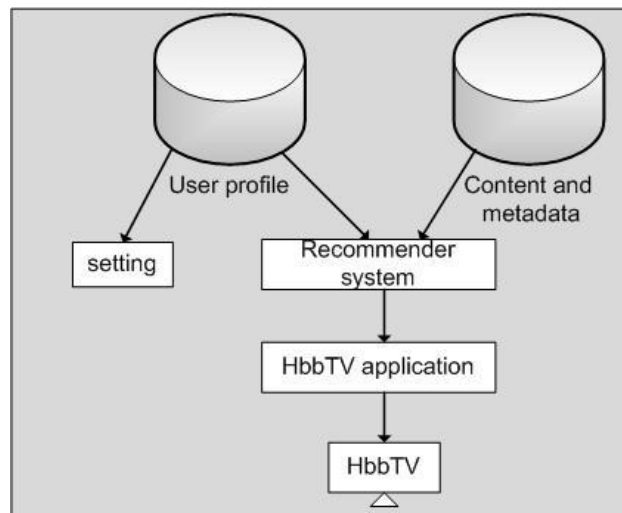 User profile
Content and
metadata
setting
Recommender
system
HbbTV application
HbbTV